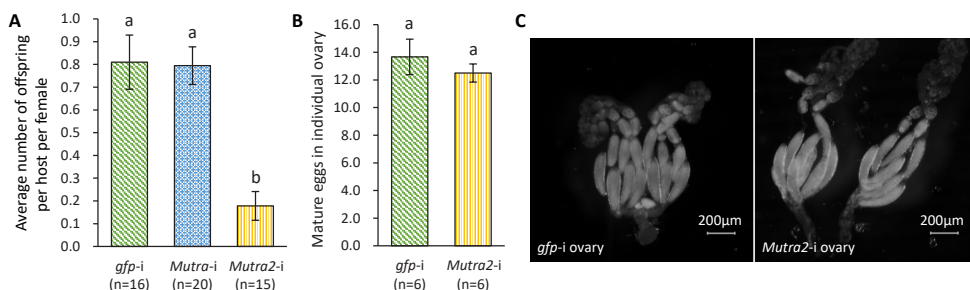 A
Average number of offspring
per host per female
1.0
0.9
0.8
0.7
0.6
0.5
0.4
0.3
0.2
0.1
0.0
a
a
b
gfp-i
(n=16)
Mutra-i
(n=20)
Mutra2-i
(n=15)
B
Mature eggs in individual ovary
16.0
14.0
12.0
10.0
8.0
6.0
4.0
2.0
0.0
a
a
gfp-i
(n=6)
Mutra2-i
(n=6)
C
200μm
gfp-i ovary
200μm
Mutra2-i ovary